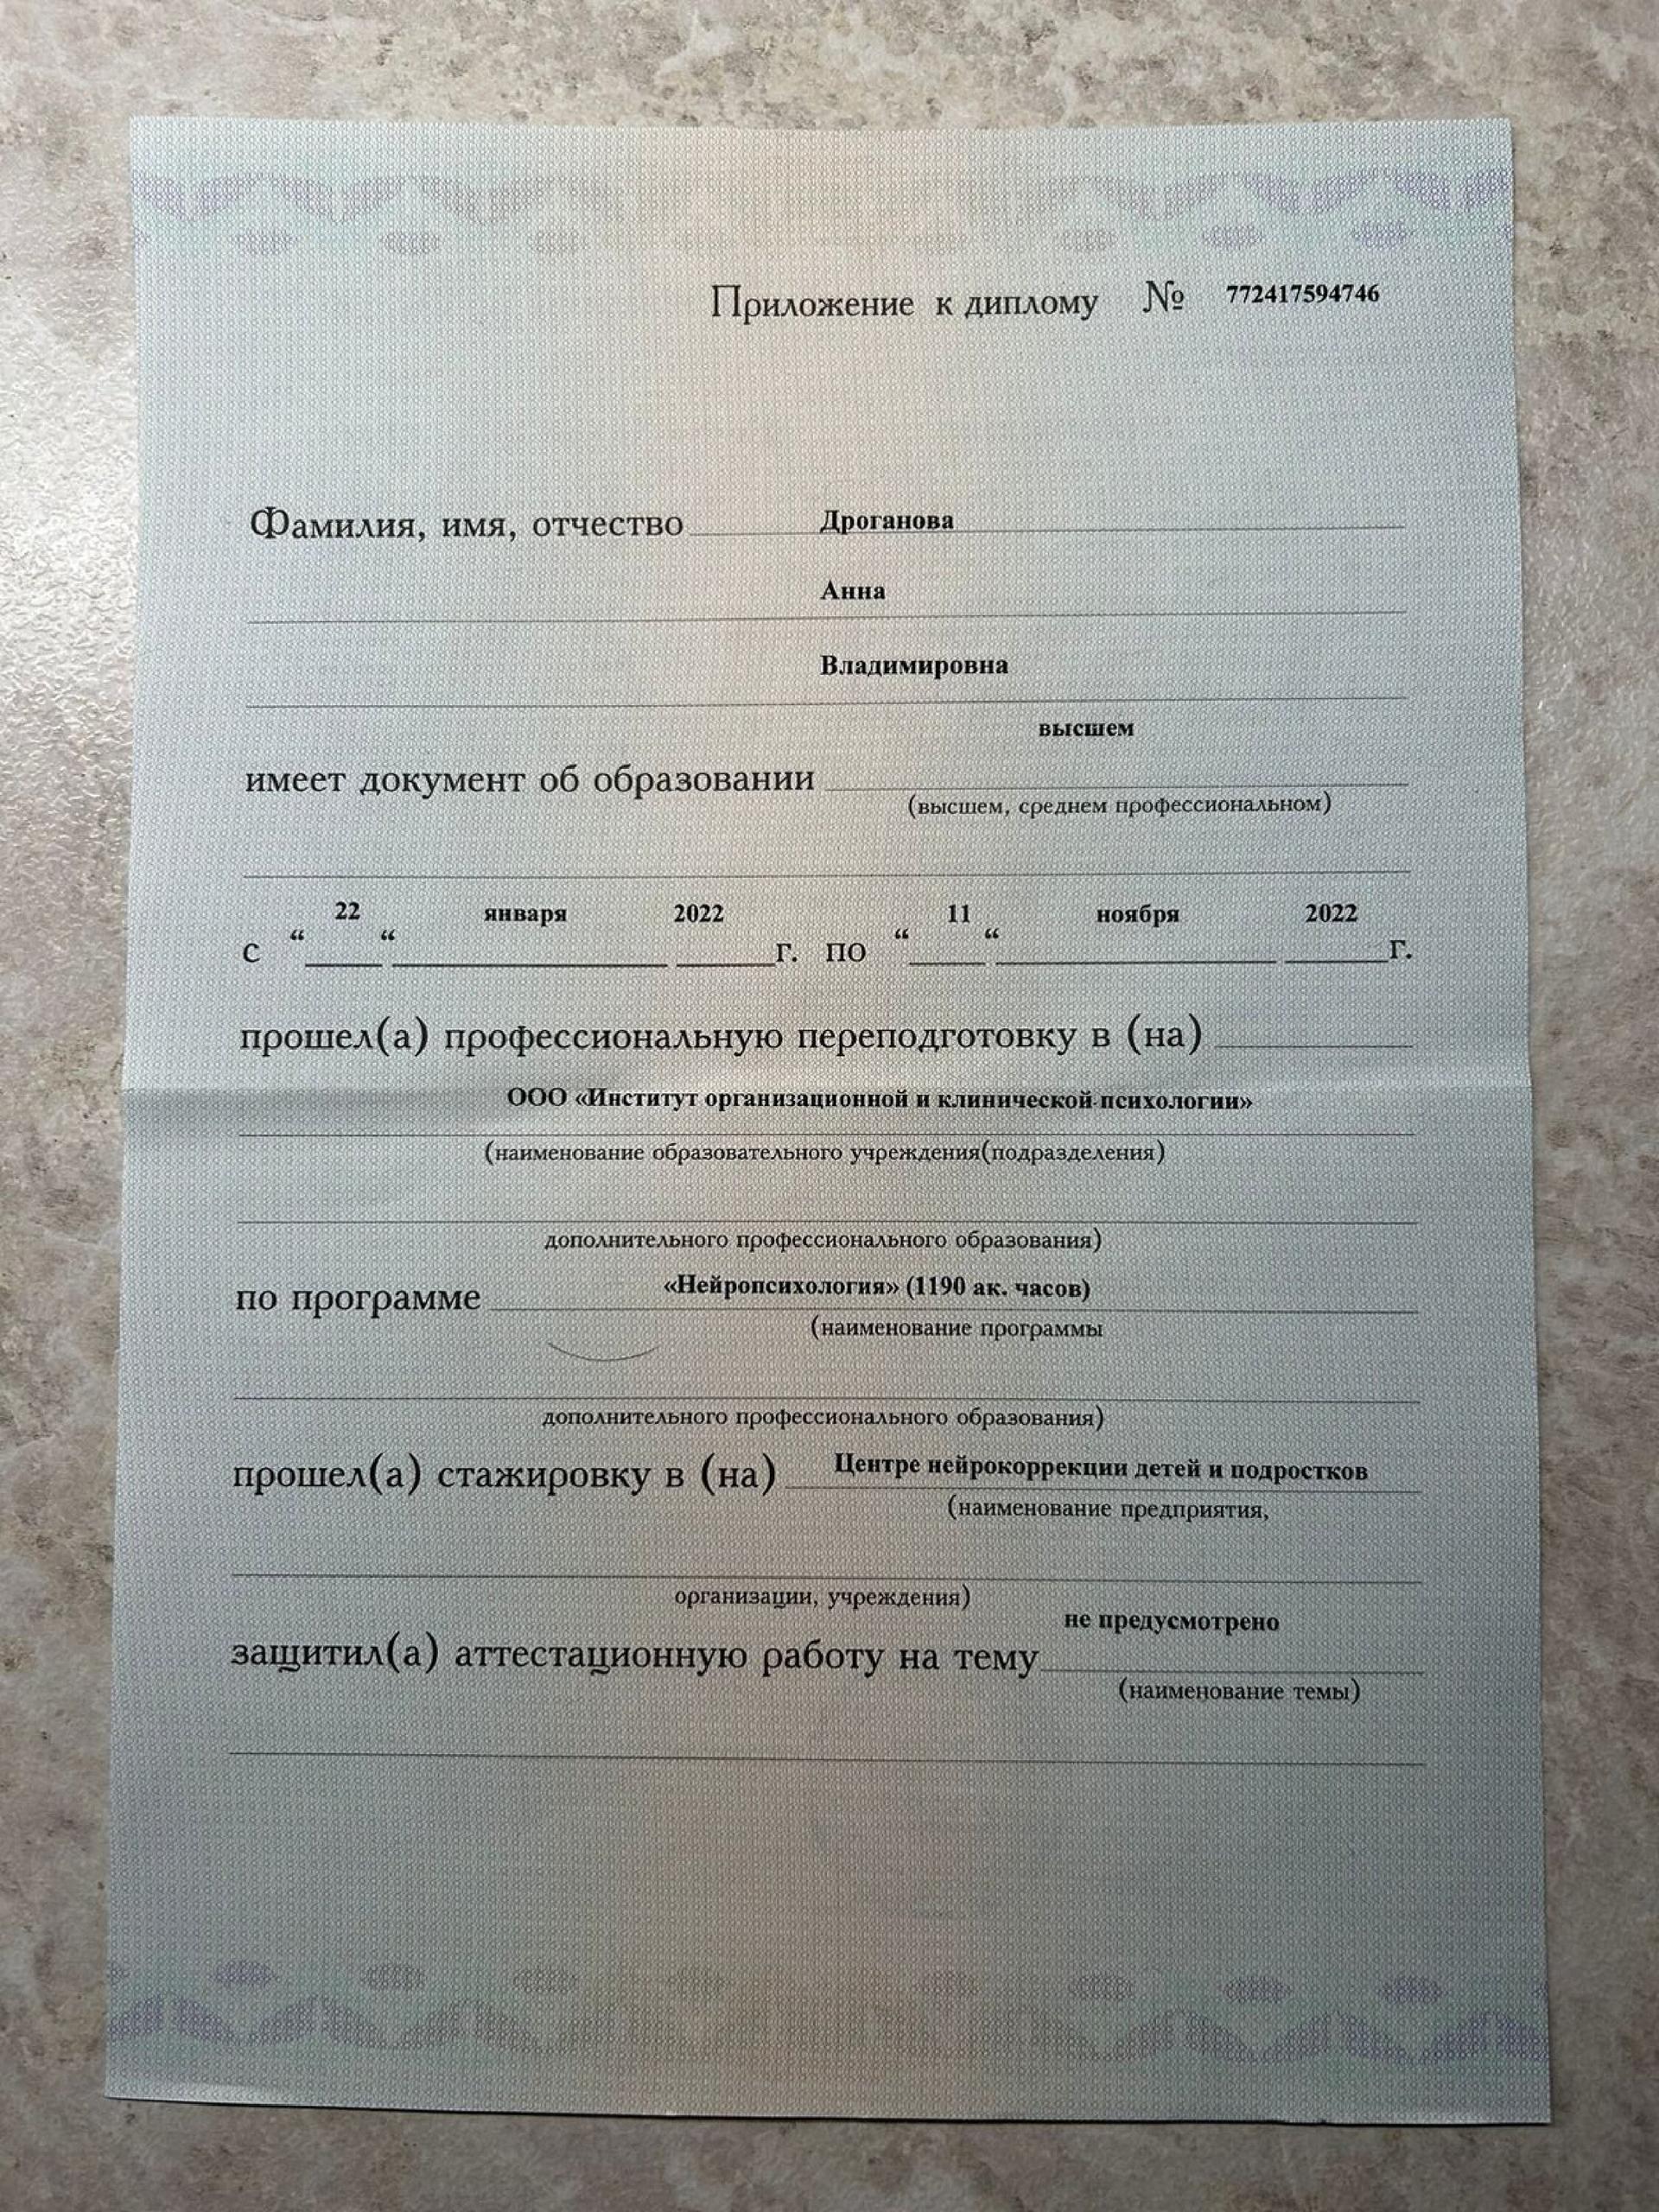 Приложение к диплому № 772417594746
Фамилия, имя, отчество Дроганова
Анна
Владимировна
высшем
имеет документ об образовании
(высшем, среднем профессиональном)
22 января 2022 11 ноября 2022
с “ “ г. по “ “ г.
прошел(а) профессиональную переподготовку в (на)
ООО «Институт организационной и клинической психологии»
(наименование образовательного учреждения(подразделения)
дополнительного профессионального образования)
по программе «Нейропсихология» (1190 ак. часов)
(наименование программы
дополнительного профессионального образования)
прошел(а) стажировку в (на) Центре нейрокоррекции детей и подростков
(наименование предприятия,
организации, учреждения)
не предусмотрено
защитил(а) аттестационную работу на тему
(наименование темы)